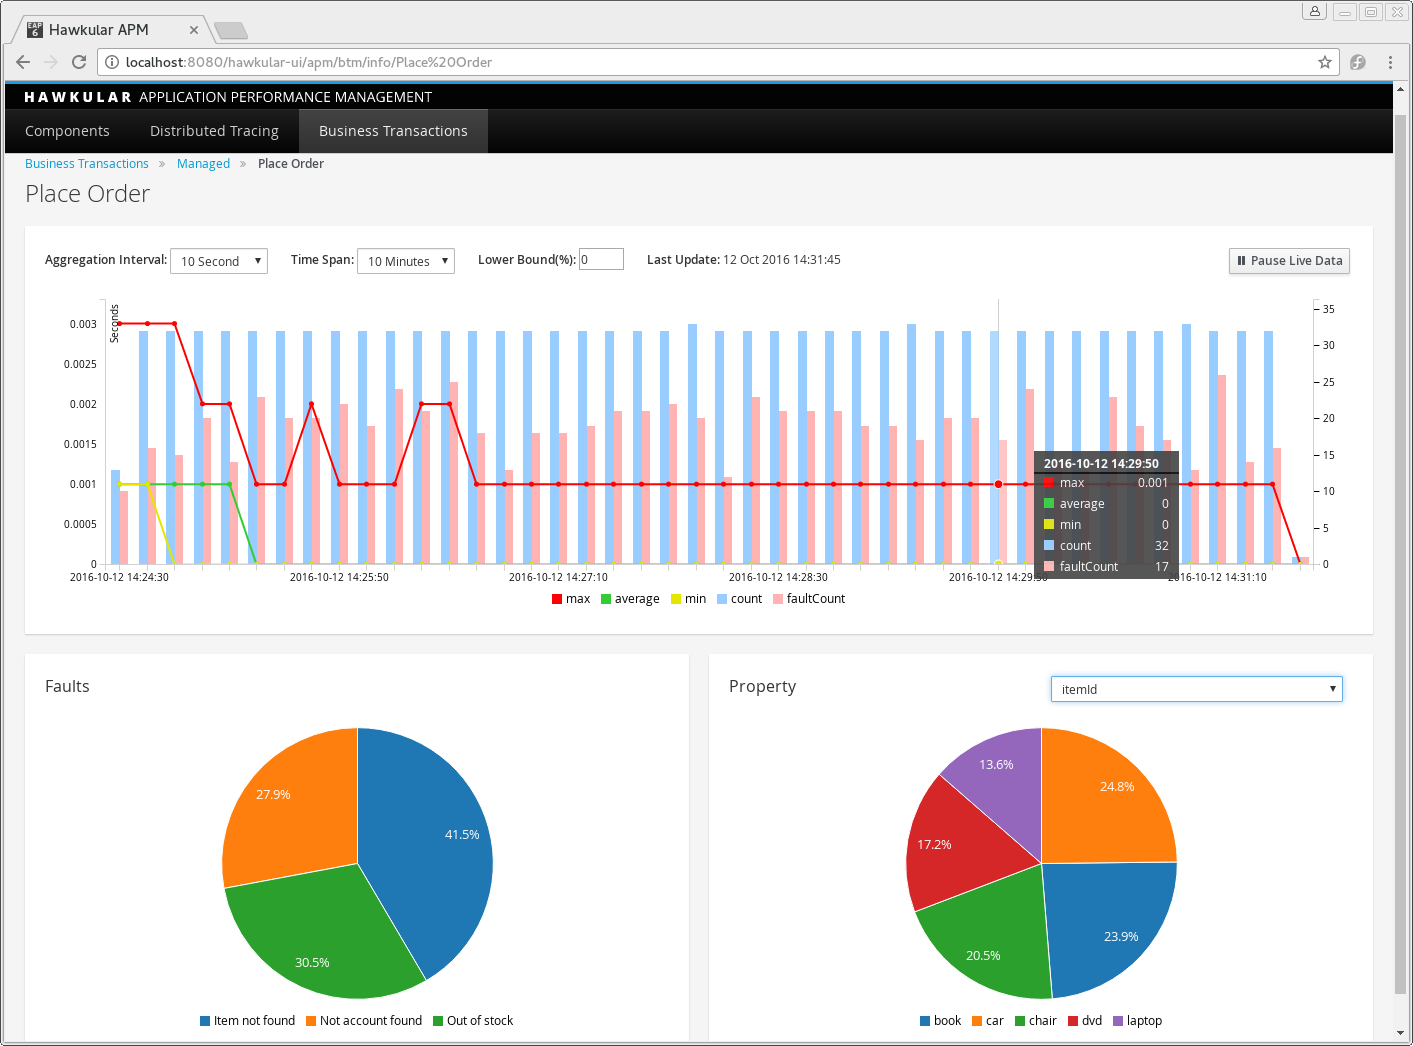 EAP 6 Hawkular APM
localhost:8080/hawkular-ui/apm/btm/info/Place%20Order
HAWKULAR APPLICATION PERFORMANCE MANAGEMENT
Components Distributed Tracing Business Transactions
Business Transactions » Managed » Place Order
Place Order
Aggregation Interval: 10 Second Time Span: 10 Minutes Lower Bound(%): 0 Last Update: 12 Oct 2016 14:31:45 Pause Live Data
Seconds
0.003
0.0025
0.002
0.0015
0.001
0.0005
0
35
30
25
20
15
10
5
0
2016-10-12 14:29:50
max 0.001
average 0
min 0
count 32
faultCount 17
2016-10-12 14:24:30 2016-10-12 14:25:50 2016-10-12 14:27:10 2016-10-12 14:28:30 2016-10-12 14:29:50 2016-10-12 14:31:10
max average min count faultCount
Faults
27.9%
41.5%
30.5%
Item not found Not account found Out of stock
Property itemId
13.6%
24.8%
17.2%
23.9%
20.5%
book car chair dvd laptop